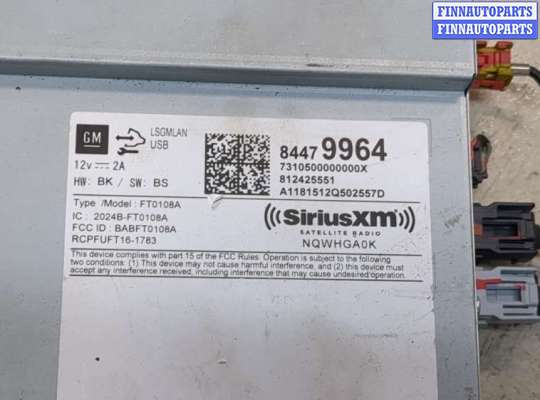 FINNAUTOPARTS
FINNAUTOPARTS
GM
LSGMLAN
USB
12v 2A
HW: BK / SW: BS
84479964
7310500000000X
812425551
A1181512Q502557D
Type /Model : FT0108A
IC : 2024B-FT0108A
FCC ID : BABFT0108A
RCPFUFT16-1783
((SiriusXM))
SATELLITE RADIO
NQWHGA0K
This device complies with part 15 of the FCC Rules. Operation is subject to the following
two conditions: (1) This device may not cause harmful interference, and (2) this device must
accept any interference received, including interference that may cause undesired operation.